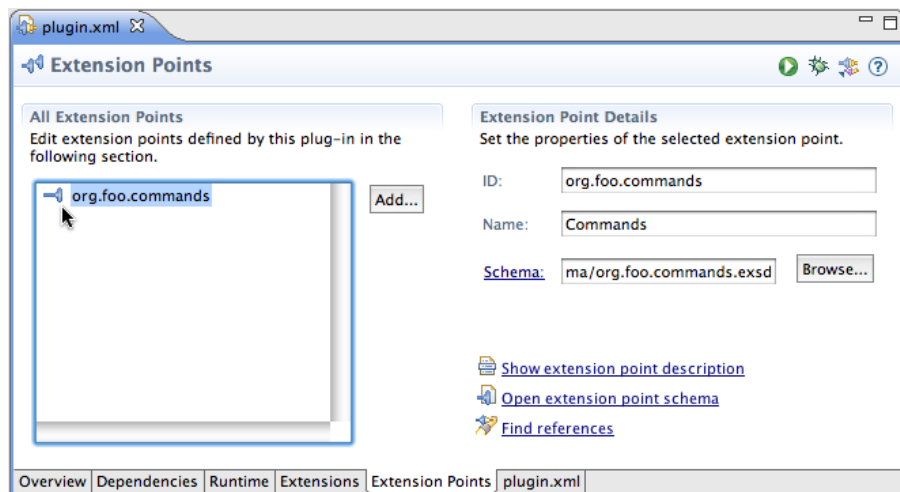 plugin.xml
Extension Points
All Extension Points
Edit extension points defined by this plug-in in the
following section.
org.foo.commands
Add...
Extension Point Details
Set the properties of the selected extension point.
ID:
org.foo.commands
Name:
Commands
Schema:
ma/org.foo.commands.exsd
Browse...
Show extension point description
Open extension point schema
Find references
Overview Dependencies Runtime Extensions Extension Points plugin.xml